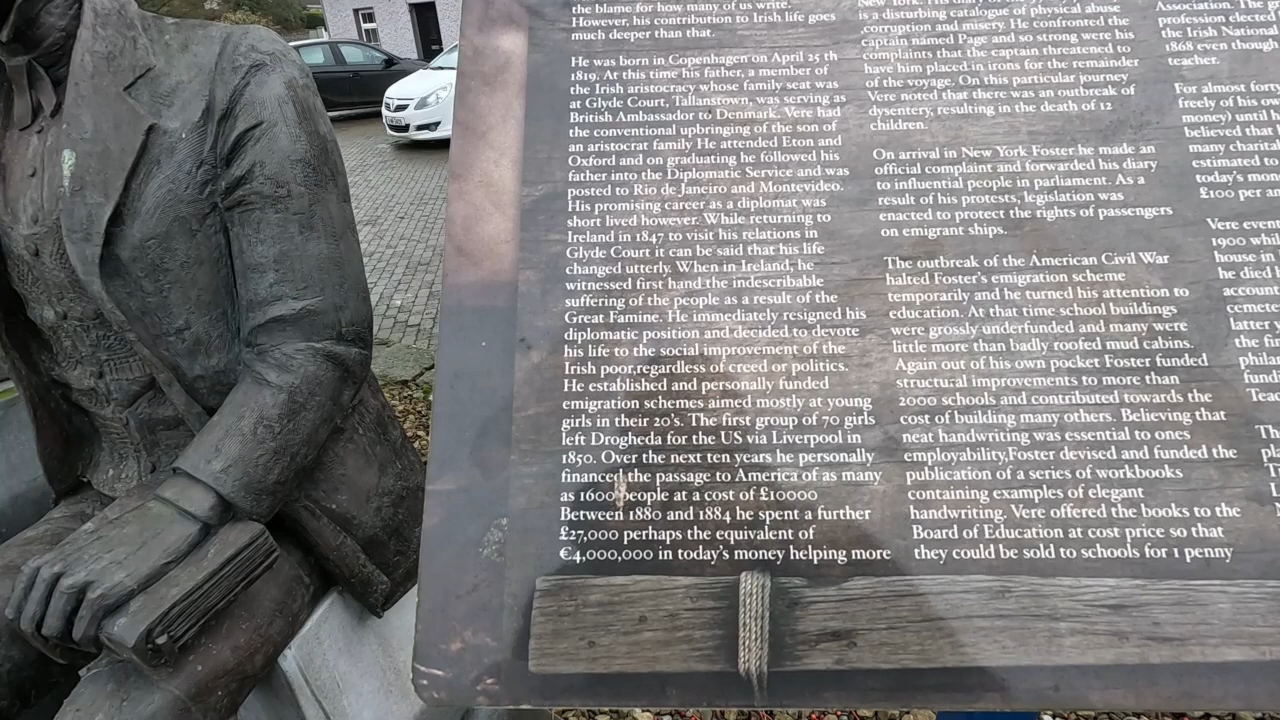 the blame for how many of us write.
However, his contribution to Irish life goes
much deeper than that.
He was born in Copenhagen on April 25 th
1819. At this time his father, a member of
the Irish aristocracy whose family seat was
at Glyde Court, Tallanstown, was serving as
British Ambassador to Denmark. Vere had
the conventional upbringing of the son of
an aristocrat family He attended Eton and
Oxford and on graduating he followed his
father into the Diplomatic Service and was
posted to Rio de Janeiro and Montevideo.
His promising career as a diplomat was
short lived however. While returning to
Ireland in 1847 to visit his relations in
Glyde Court it can be said that his life
changed utterly. When in Ireland, he
witnessed first hand the indescribable
suffering of the people as a result of the
Great Famine. He immediately resigned his
diplomatic position and decided to devote
his life to the social improvement of the
Irish poor,regardless of creed or politics.
He established and personally funded
emigration schemes aimed mostly at young
girls in their 20's. The first group of 70 girls
left Drogheda for the US via Liverpool in
1850. Over the next ten years he personally
financed the passage to America of as many
as 1600 people at a cost of £10000
Between 1880 and 1884 he spent a further
£27,000 perhaps the equivalent of
€4,000,000 in today's money helping more
New York. His diary of the
is a disturbing catalogue of physical abuse
,corruption and misery. He confronted the
captain named Page and so strong were his
complaints that the captain threatened to
have him placed in irons for the remainder
of the voyage. On this particular journey
Vere noted that there was an outbreak of
dysentery, resulting in the death of 12
children.
On arrival in New York Foster he made an
official complaint and forwarded his diary
to influential people in parliament. As a
result of his protests, legislation was
enacted to protect the rights of passengers
on emigrant ships.
The outbreak of the American Civil War
halted Foster's emigration scheme
temporarily and he turned his attention to
education. At that time school buildings
were grossly underfunded and many were
little more than badly roofed mud cabins.
Again out of his own pocket Foster funded
structural improvements to more than
2000 schools and contributed towards the
cost of building many others. Believing that
neat handwriting was essential to ones
employability,Foster devised and funded the
publication of a series of workbooks
containing examples of elegant
handwriting. Vere offered the books to the
Board of Education at cost price so that
they could be sold to schools for 1 penny
Association. The
profession elected
the Irish National
1868 even though
teacher.
For almost forty
freely of his ow
money) until h
believed that
many charita
estimated to
today's mon
£100 per an
Vere event
1900 whil
house in
he died
account
cemete
latter
the fir
philan
fundi
Teac
Th
pla